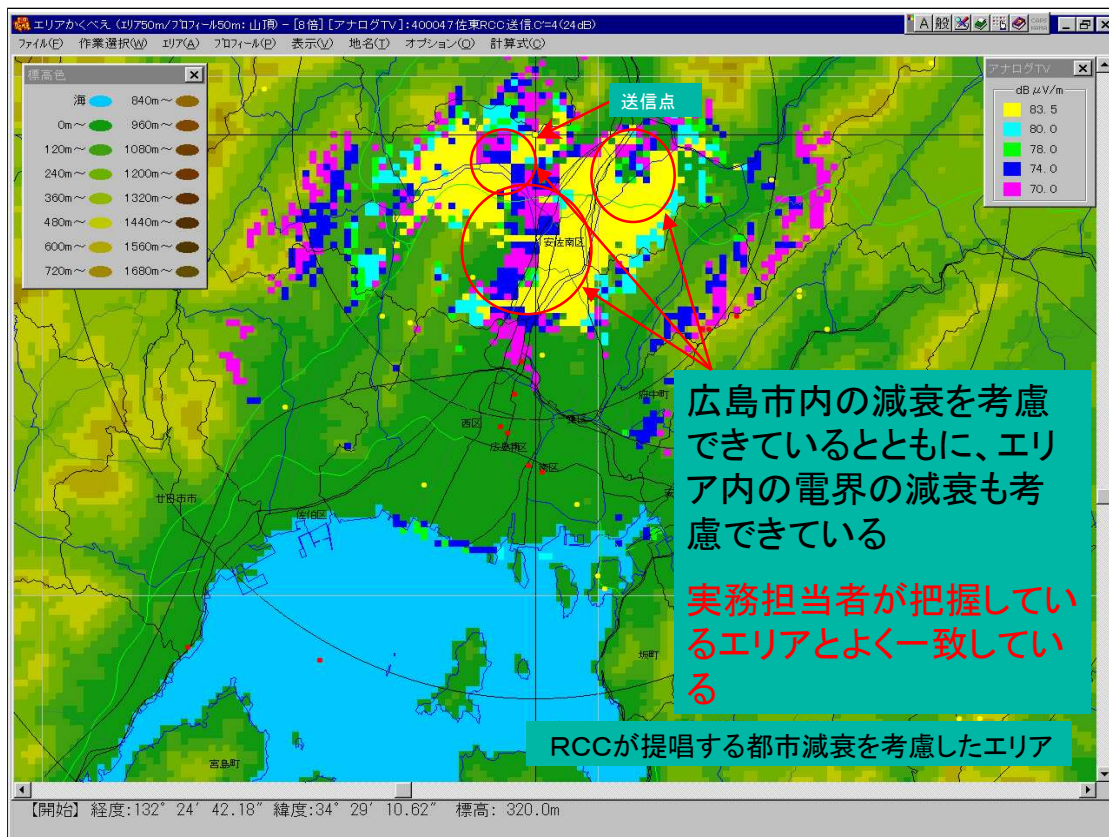 エリアかくべえ (ｴﾘｱ50m/ﾌﾟﾛﾌｨｰﾙ50m: 山頂) - [8倍] [アナログTV] :400047佐東RCC送信.C'=4(24dB)
A 般
CAPS
KANA
ファイル(F) 作業選択(W) ｴﾘｱ(A) ﾌﾟﾛﾌｨｰﾙ(P) 表示(V) 地名(T) オプション(O) 計算式(C)
標高色
海 840m～
0m～ 960m～
120m～ 1080m～
240m～ 1200m～
360m～ 1320m～
480m～ 1440m～
600m～ 1560m～
720m～ 1680m～
アナログTV
dBμV/m
83.5
80.0
78.0
74.0
70.0
送信点
安佐南区
府中町
西区
東区
南区
廿日市市
佐伯区
坂町
宮島町
広島市内の減衰を考慮
できているとともに、エリ
ア内の電界の減衰も考
慮できている
実務担当者が把握してい
るエリアとよく一致してい
る
RCCが提唱する都市減衰を考慮したエリア
【開始】 経度:132° 24′ 42.18″ 緯度:34° 29′ 10.62″ 標高: 320.0m